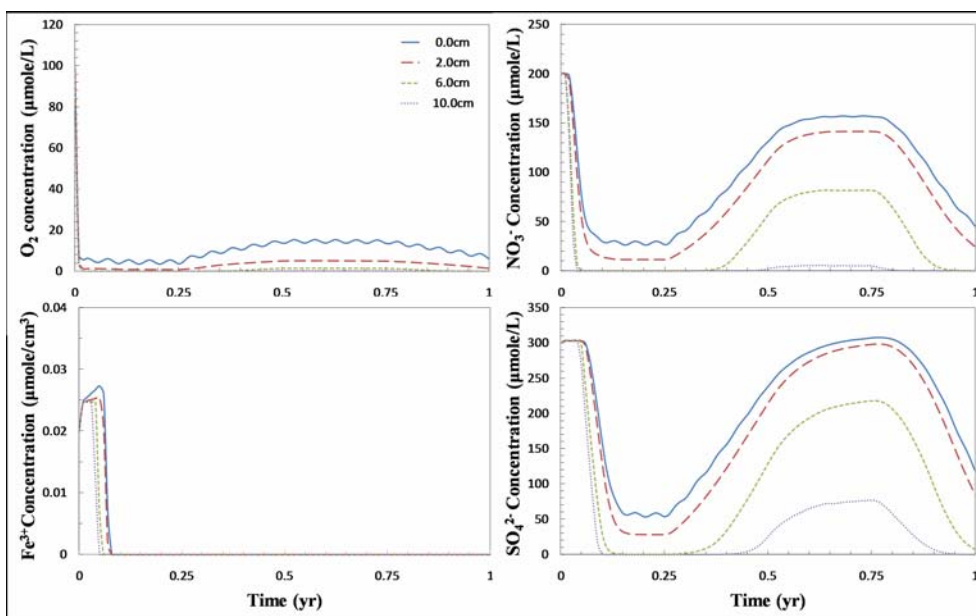 O₂ concentration (µmole/L)
120
100
80
60
40
20
0
0.0cm
2.0cm
6.0cm
10.0cm
0 0.25 0.5 0.75 1
NO₃⁻ Concentration (µmole/L)
250
200
150
100
50
0
0 0.25 0.5 0.75 1
Fe³⁺Concentration (µmole/cm³)
0.04
0.03
0.02
0.01
0
0 0.25 0.5 0.75 1
Time (yr)
SO₄²⁻ Concentration (µmole/L)
350
300
250
200
150
100
50
0
0 0.25 0.5 0.75 1
Time (yr)